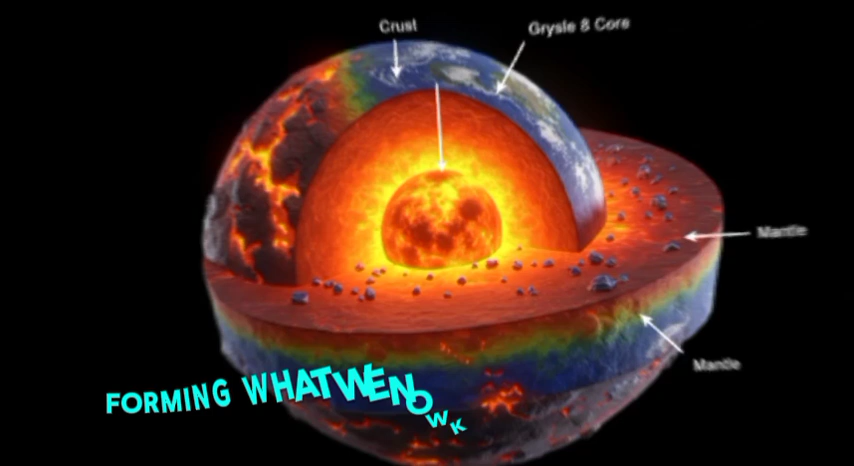 Crust
Grysle 8 Core
Mantle
Mantle
FORMING WHATWENOWK